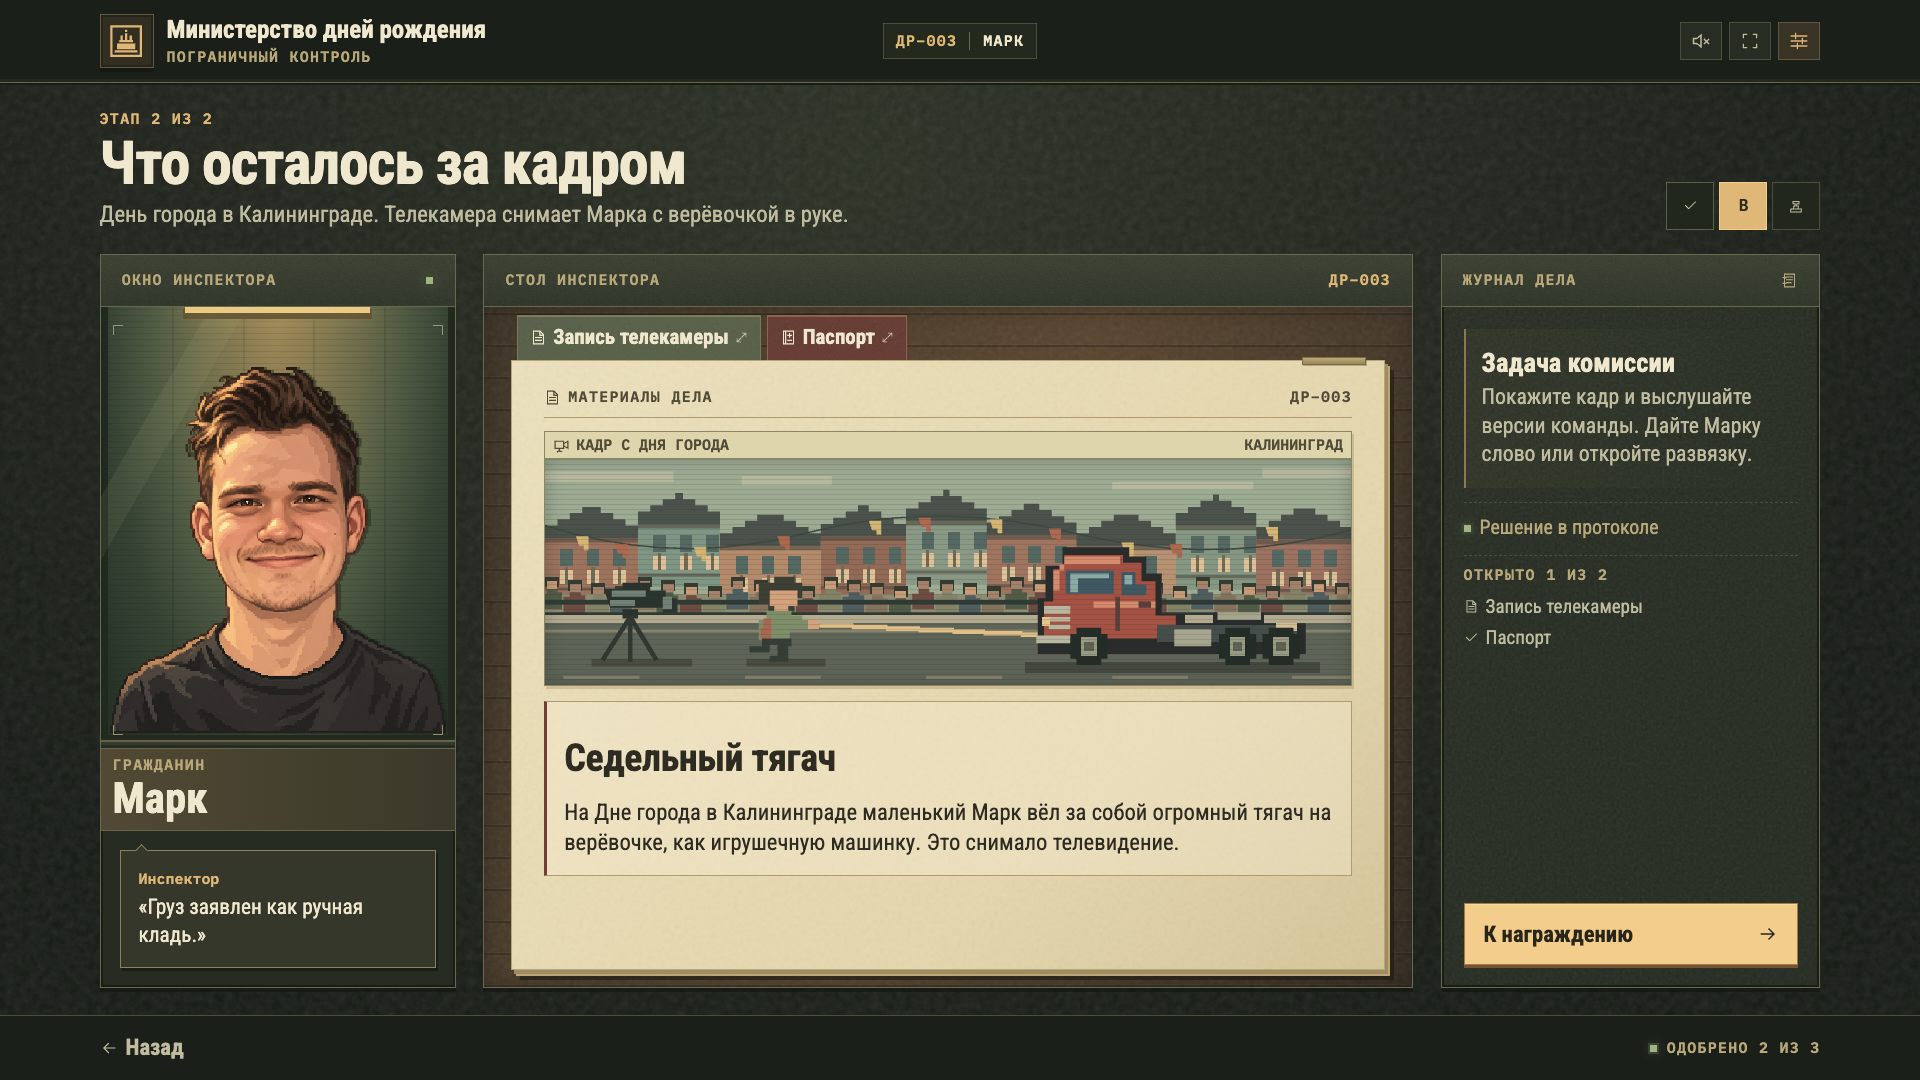 Министерство дней рождения
ПОГРАНИЧНЫЙ КОНТРОЛЬ
ДР-003
МАРК
ЭТАП 2 ИЗ 2
Что осталось за кадром
День города в Калининграде. Телекамера снимает Марка с верёвочкой в руке.
В
ОКНО ИНСПЕКТОРА
ГРАЖДАНИН
Марк
Инспектор
«Груз заявлен как ручная
кладь.»
СТОЛ ИНСПЕКТОРА
ДР-003
Запись телекамеры
Паспорт
МАТЕРИАЛЫ ДЕЛА
ДР-003
КАДР С ДНЯ ГОРОДА
КАЛИНИНГРАД
Седельный тягач
На Дне города в Калининграде маленький Марк вёл за собой огромный тягач на
верёвочке, как игрушечную машинку. Это снимало телевидение.
ЖУРНАЛ ДЕЛА
Задача комиссии
Покажите кадр и выслушайте
версии команды. Дайте Марку
слово или откройте развязку.
Решение в протоколе
ОТКРЫТО 1 ИЗ 2
Запись телекамеры
Паспорт
К награждению
Назад
ОДОБРЕНО 2 ИЗ 3